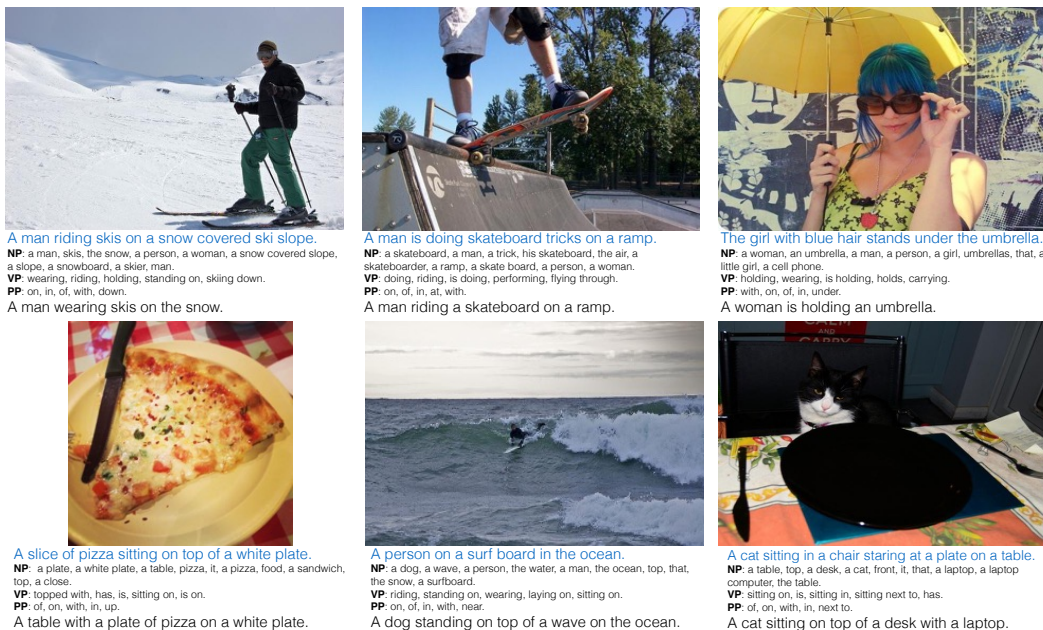 A man riding skis on a snow covered ski slope.
NP: a man, skis, the snow, a person, a woman, a snow covered slope,
a slope, a snowboard, a skier, man.
VP: wearing, riding, holding, standing on, skiing down.
PP: on, in, of, with, down.
A man wearing skis on the snow.
A man is doing skateboard tricks on a ramp.
NP: a skateboard, a man, a trick, his skateboard, the air, a
skateboarder, a ramp, a skate board, a person, a woman.
VP: doing, riding, is doing, performing, flying through.
PP: on, of, in, at, with.
A man riding a skateboard on a ramp.
The girl with blue hair stands under the umbrella.
NP: a woman, an umbrella, a man, a person, a girl, umbrellas, that, a
little girl, a cell phone.
VP: holding, wearing, is holding, holds, carrying.
PP: with, on, of, in, under.
A woman is holding an umbrella.
CALM
AND
CARRY
A slice of pizza sitting on top of a white plate.
NP: a plate, a white plate, a table, pizza, it, a pizza, food, a sandwich,
top, a close.
VP: topped with, has, is, sitting on, is on.
PP: of, on, with, in, up.
A table with a plate of pizza on a white plate.
A person on a surf board in the ocean.
NP: a dog, a wave, a person, the water, a man, the ocean, top, that,
the snow, a surfboard.
VP: riding, standing on, wearing, laying on, sitting on.
PP: on, of, in, with, near.
A dog standing on top of a wave on the ocean.
A cat sitting in a chair staring at a plate on a table.
NP: a table, top, a desk, a cat, front, it, that, a laptop, a laptop
computer, the table.
VP: sitting on, is, sitting in, sitting next to, has.
PP: of, on, with, in, next to.
A cat sitting on top of a desk with a laptop.